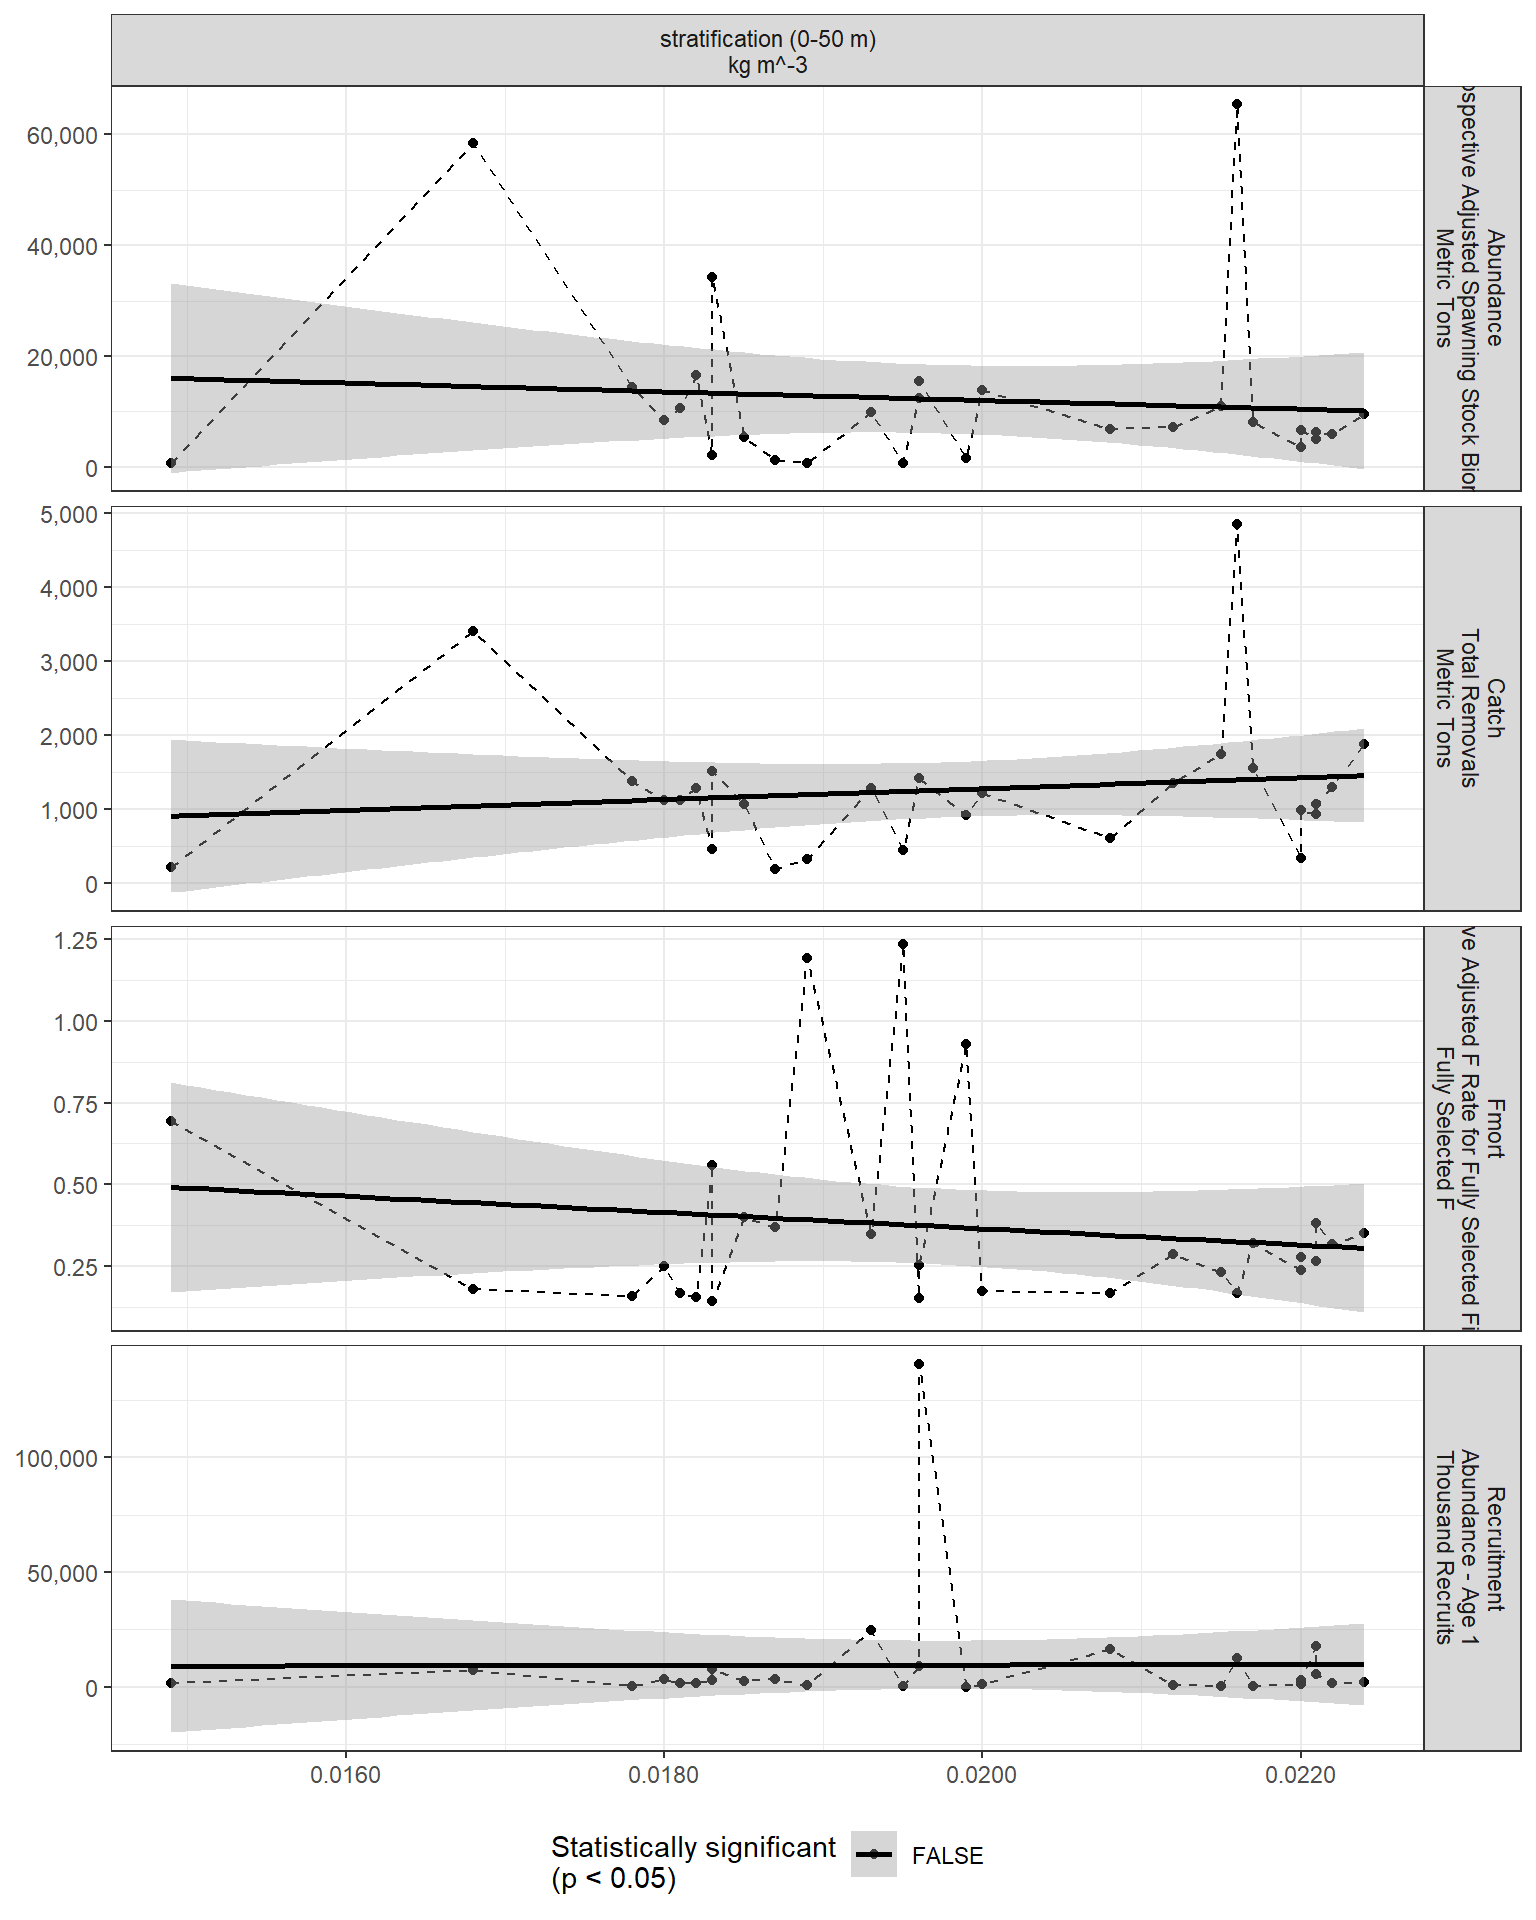 stratification (0-50 m)
kg m^-3
60,000
40,000
20,000
0
Abundance
Adjusted Spawning Stock
Metric Tons
5,000
4,000
3,000
2,000
1,000
0
Catch
Total Removals
Metric Tons
1.25
1.00
0.75
0.50
0.25
Fmort
Adjusted F Rate for Fully Selected
Fully Selected F
100,000
50,000
0
Recruitment
Abundance - Age 1
Thousand Recruits
0.0160
0.0180
0.0200
0.0220
Statistically significant
(p < 0.05)
FALSE